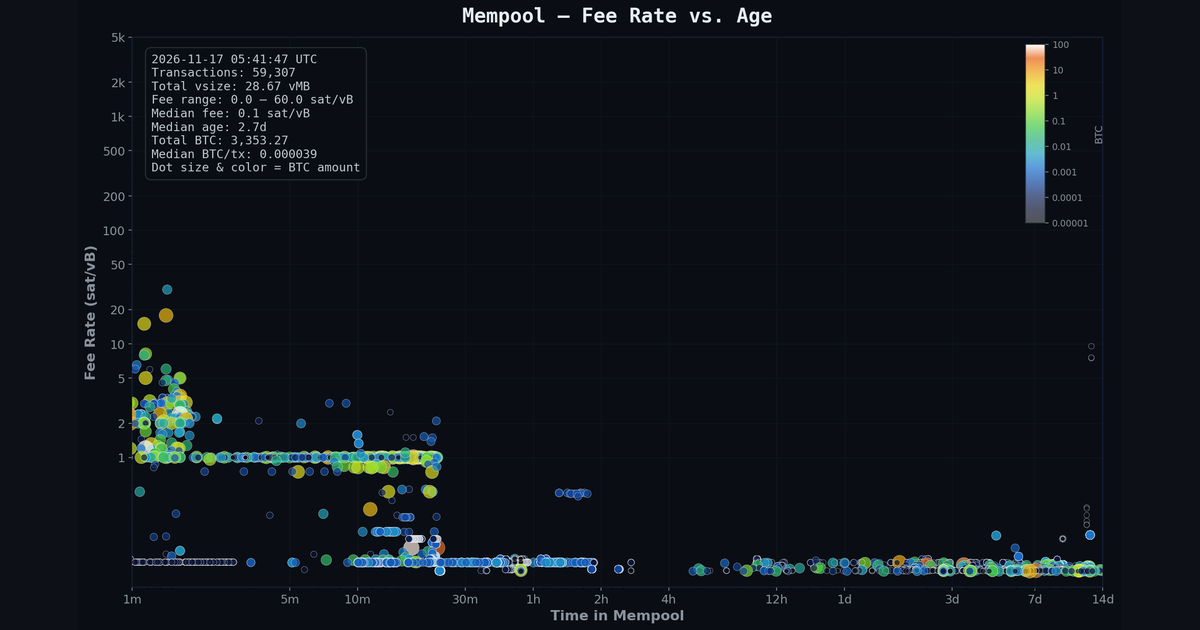 Mempool — Fee Rate vs. Age
2026-11-17 05:41:47 UTC
Transactions: 59,307
Total vsize: 28.67 vMB
Fee range: 0.0 — 60.0 sat/vB
Median fee: 0.1 sat/vB
Median age: 2.7d
Total BTC: 3,353.27
Median BTC/tx: 0.000039
Dot size & color = BTC amount
5k
2k
1k
500
200
100
50
20
10
5
2
1
Fee Rate (sat/vB)
100
10
1
0.1
0.01
0.001
0.0001
0.00001
BTC
1m
5m
10m
30m
1h
2h
4h
12h
1d
3d
7d
14d
Time in Mempool